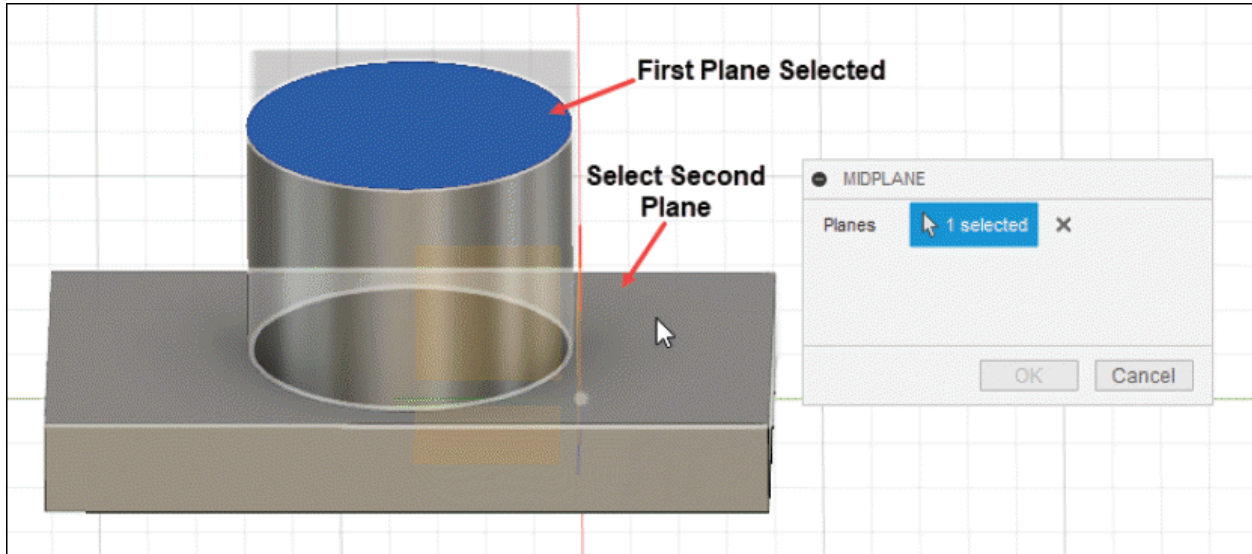 First Plane Selected
Select Second
Plane
MIDPLANE
Planes
1 selected
OK
Cancel